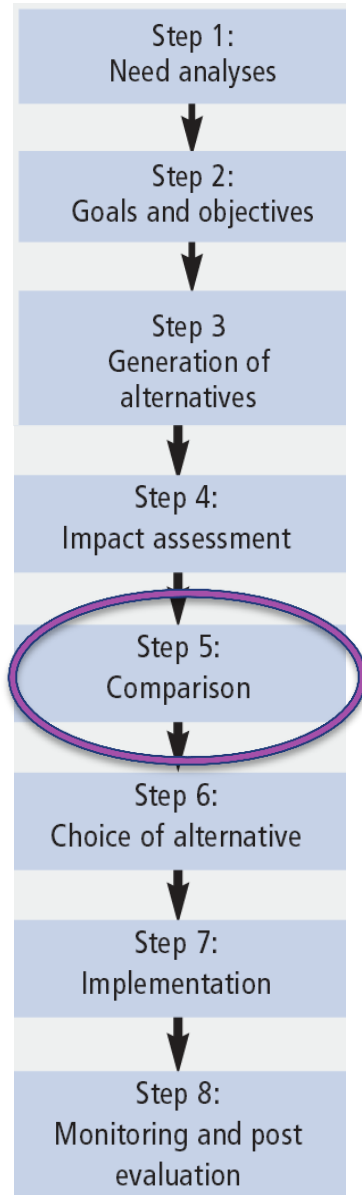 Step 1:
Need analyses
Step 2:
Goals and objectives
Step 3
Generation of
alternatives
Step 4:
Impact assessment
Step 5:
Comparison
Step 6:
Choice of alternative
Step 7:
Implementation
Step 8:
Monitoring and post
evaluation